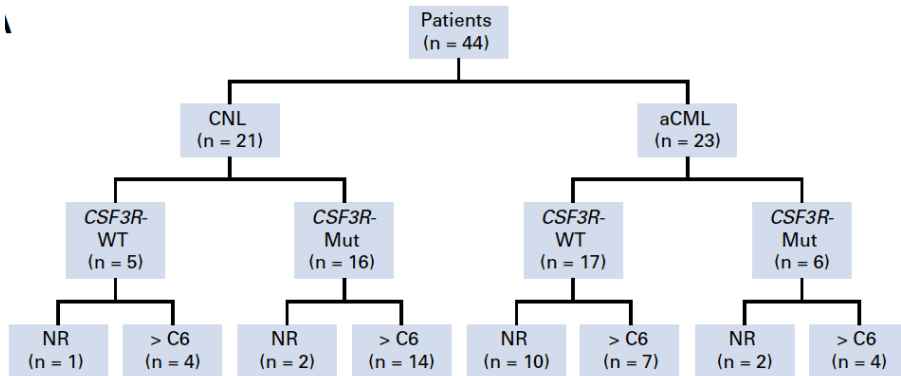 Patients
(n = 44)
CNL
(n = 21)
aCML
(n = 23)
CSF3R-
WT
(n = 5)
CSF3R-
Mut
(n = 16)
CSF3R-
WT
(n = 17)
CSF3R-
Mut
(n = 6)
NR
(n = 1)
> C6
(n = 4)
NR
(n = 2)
> C6
(n = 14)
NR
(n = 10)
> C6
(n = 7)
NR
(n = 2)
> C6
(n = 4)